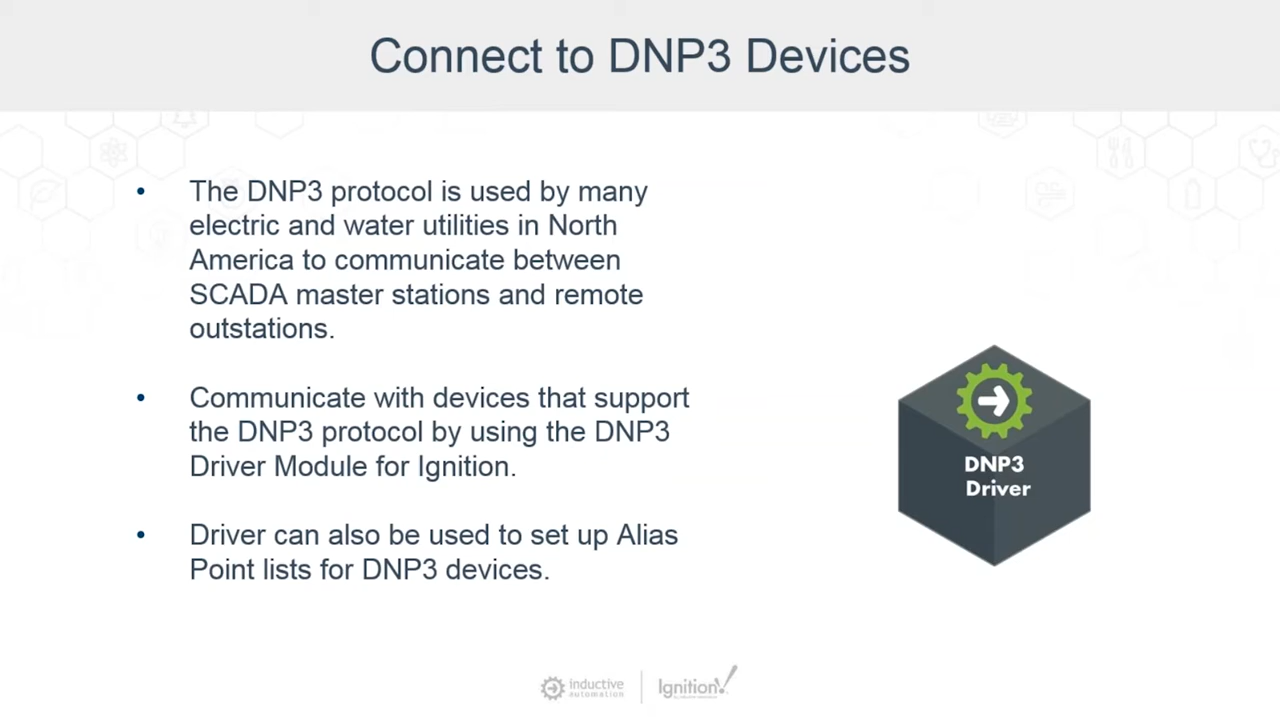 Connect to DNP3 Devices
• The DNP3 protocol is used by many
electric and water utilities in North
America to communicate between
SCADA master stations and remote
outstations.
• Communicate with devices that support
the DNP3 protocol by using the DNP3
Driver Module for Ignition.
• Driver can also be used to set up Alias
Point lists for DNP3 devices.
DNP3
Driver
inductive
automation
Ignition!
by inductive automation